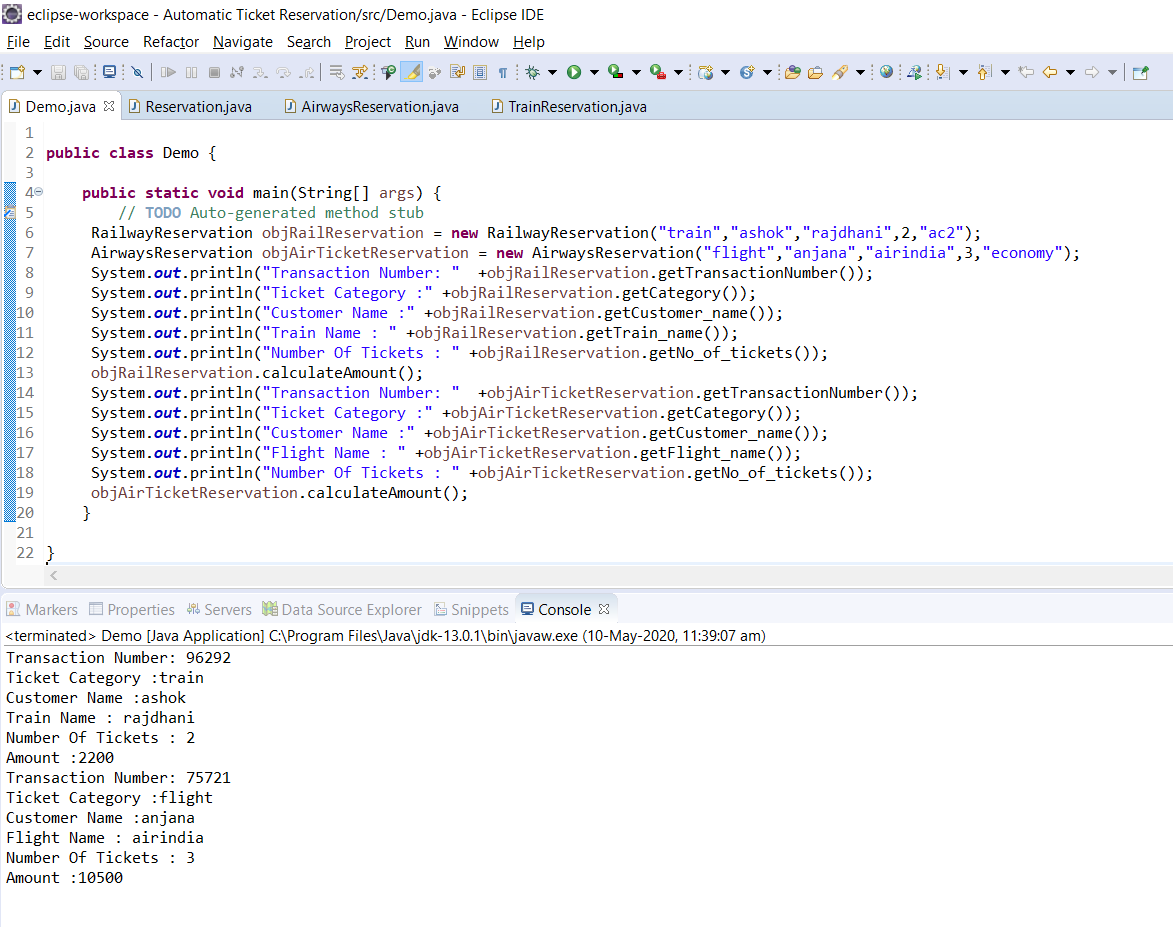 eclipse-workspace - Automatic Ticket Reservation/src/Demo.java - Eclipse IDE
File Edit Source Refactor Navigate Search Project Run Window Help
Demo.java Reservation.java AirwaysReservation.java TrainReservation.java
1
2 public class Demo {
3
4 public static void main(String[] args) {
5 // TODO Auto-generated method stub
6 RailwayReservation objRailReservation = new RailwayReservation("train","ashok","rajdhani",2,"ac2");
7 AirwaysReservation objAirTicketReservation = new AirwaysReservation("flight","anjana","airindia",3,"economy");
8 System.out.println("Transaction Number: "  +objRailReservation.getTransactionNumber());
9 System.out.println("Ticket Category :" +objRailReservation.getCategory());
10 System.out.println("Customer Name :" +objRailReservation.getCustomer_name());
11 System.out.println("Train Name : " +objRailReservation.getTrain_name());
12 System.out.println("Number Of Tickets : " +objRailReservation.getNo_of_tickets());
13 objRailReservation.calculateAmount();
14 System.out.println("Transaction Number: "  +objAirTicketReservation.getTransactionNumber());
15 System.out.println("Ticket Category :" +objAirTicketReservation.getCategory());
16 System.out.println("Customer Name :" +objAirTicketReservation.getCustomer_name());
17 System.out.println("Flight Name : " +objAirTicketReservation.getFlight_name());
18 System.out.println("Number Of Tickets : " +objAirTicketReservation.getNo_of_tickets());
19 objAirTicketReservation.calculateAmount();
20 }
21
22 }
Markers Properties Servers Data Source Explorer Snippets Console
<terminated> Demo [Java Application] C:\Program Files\Java\jdk-13.0.1\bin\javaw.exe (10-May-2020, 11:39:07 am)
Transaction Number: 96292
Ticket Category :train
Customer Name :ashok
Train Name : rajdhani
Number Of Tickets : 2
Amount :2200
Transaction Number: 75721
Ticket Category :flight
Customer Name :anjana
Flight Name : airindia
Number Of Tickets : 3
Amount :10500